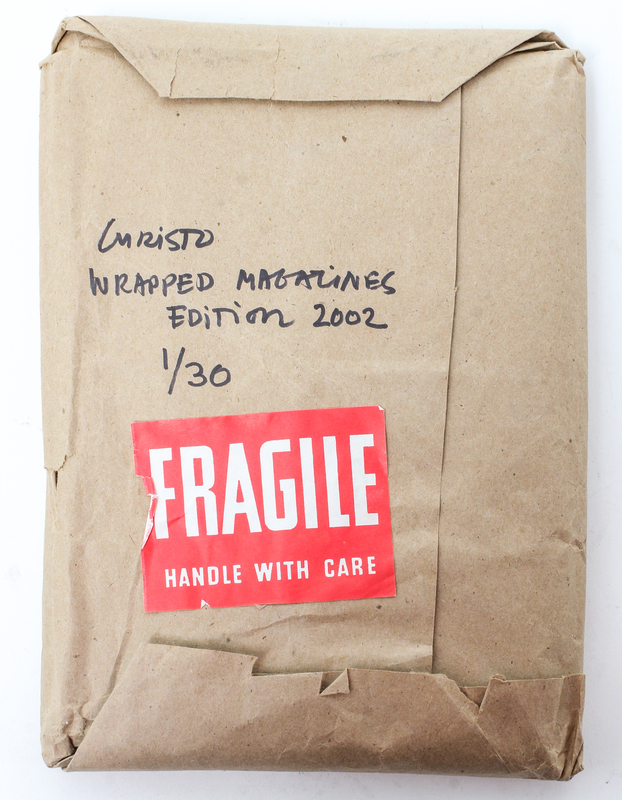 CHRISTO
WRAPPED MAGAZINES
EDITION 2002
1/30
FRAGILE
HANDLE WITH CARE